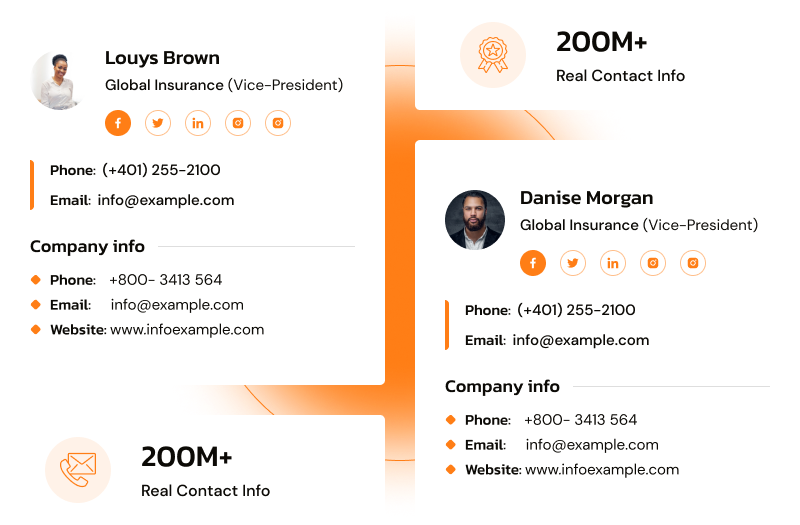 Louys Brown
Global Insurance (Vice-President)
Phone: (+401) 255-2100
Email: info@example.com
Company info
Phone: +800- 3413 564
Email: info@example.com
Website: www.infoexample.com
200M+
Real Contact Info
200M+
Real Contact Info
Danise Morgan
Global Insurance (Vice-President)
Phone: (+401) 255-2100
Email: info@example.com
Company info
Phone: +800- 3413 564
Email: info@example.com
Website: www.infoexample.com